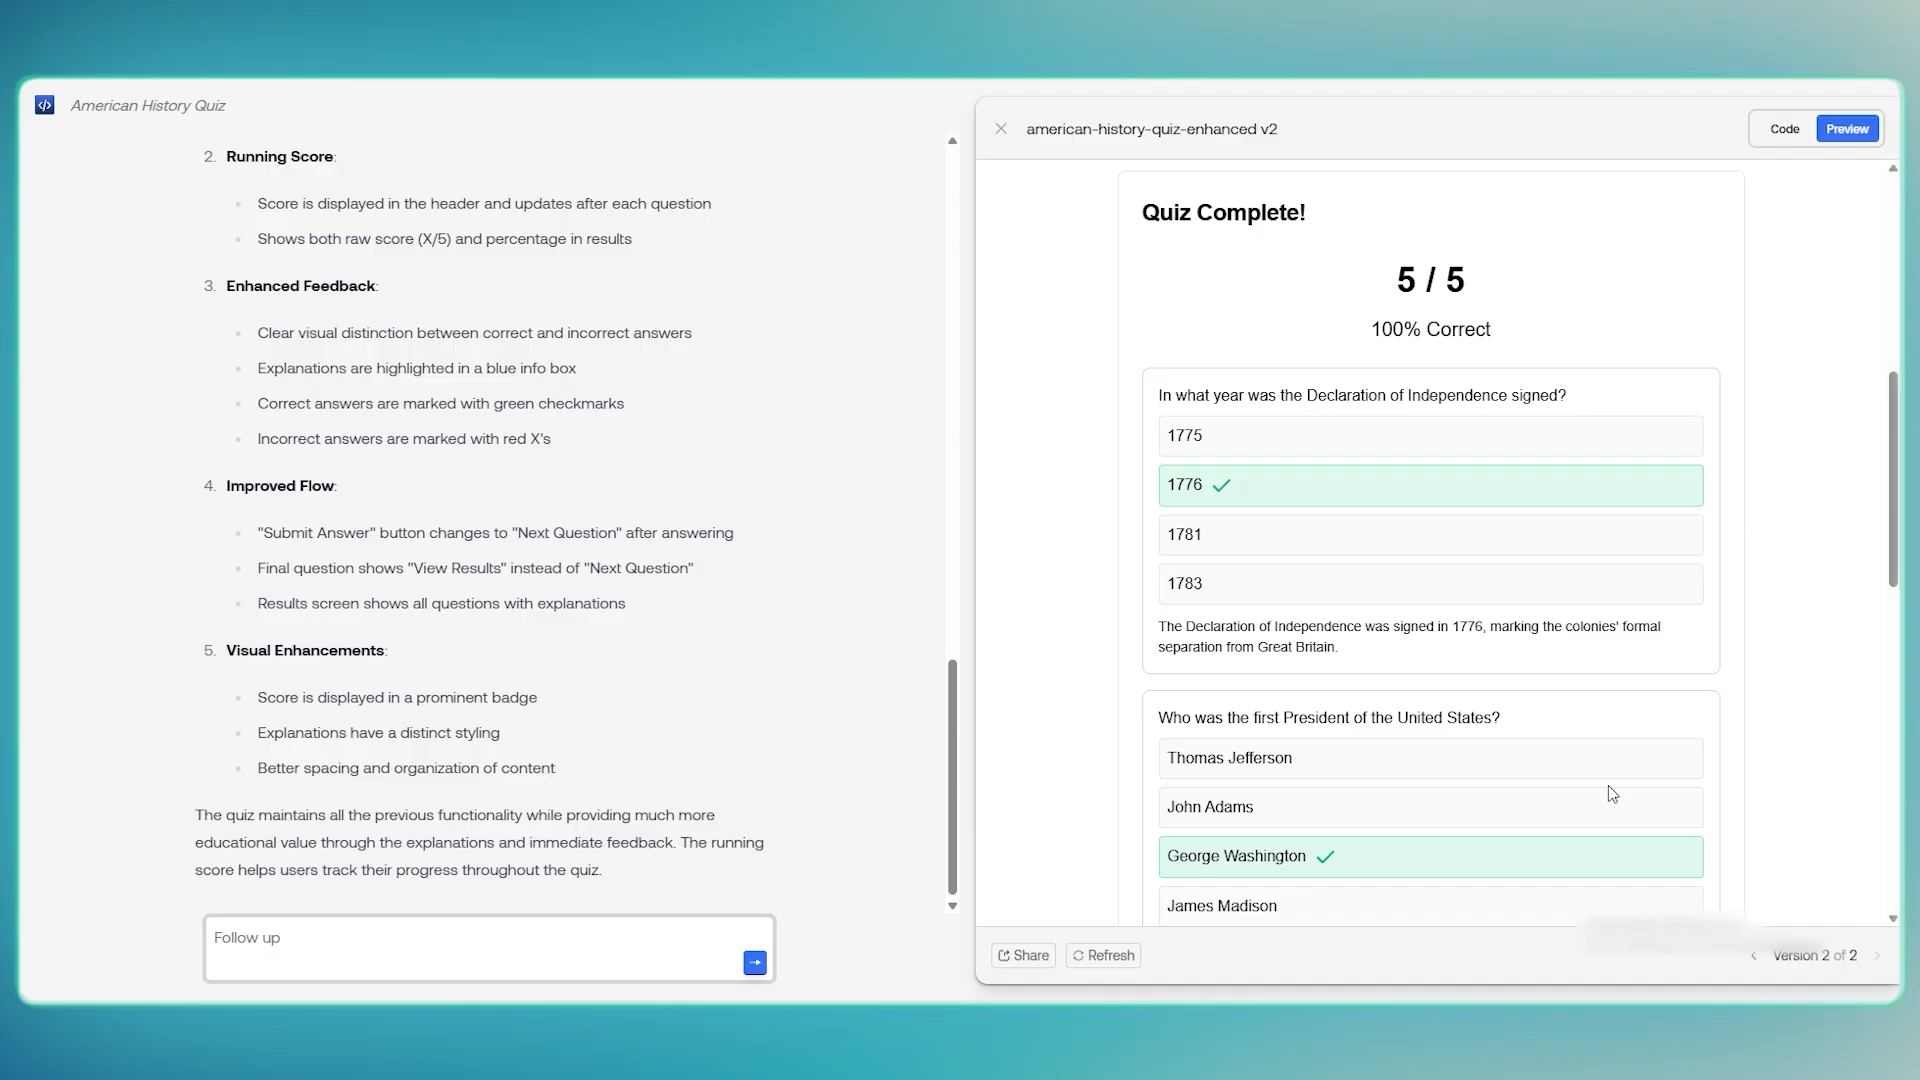 American History Quiz
2. Running Score:
Score is displayed in the header and updates after each question
Shows both raw score (X/5) and percentage in results
3. Enhanced Feedback:
Clear visual distinction between correct and incorrect answers
Explanations are highlighted in a blue info box
Correct answers are marked with green checkmarks
Incorrect answers are marked with red X's
4. Improved Flow:
"Submit Answer" button changes to "Next Question" after answering
Final question shows "View Results" instead of "Next Question"
Results screen shows all questions with explanations
5. Visual Enhancements:
Score is displayed in a prominent badge
Explanations have a distinct styling
Better spacing and organization of content
The quiz maintains all the previous functionality while providing much more
educational value through the explanations and immediate feedback. The running
score helps users track their progress throughout the quiz.
Follow up
american-history-quiz-enhanced v2
Code
Preview
Quiz Complete!
5 / 5
100% Correct
In what year was the Declaration of Independence signed?
1775
1776
1781
1783
The Declaration of Independence was signed in 1776, marking the colonies' formal
separation from Great Britain.
Who was the first President of the United States?
Thomas Jefferson
John Adams
George Washington
James Madison
Share
Refresh
Version 2 of 2